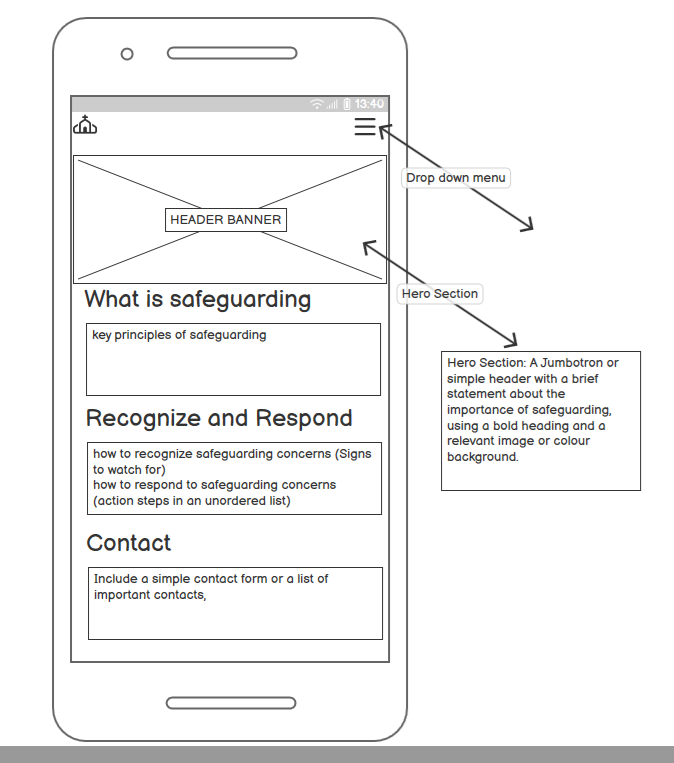 13:40
HEADER BANNER
Drop down menu
Hero Section
What is safeguarding
key principles of safeguarding
Recognize and Respond
how to recognize safeguarding concerns (Signs
to watch for)
how to respond to safeguarding concerns
(action steps in an unordered list)
Contact
Include a simple contact form or a list of
important contacts,
Hero Section: A Jumbotron or
simple header with a brief
statement about the
importance of safeguarding,
using a bold heading and a
relevant image or colour
background.